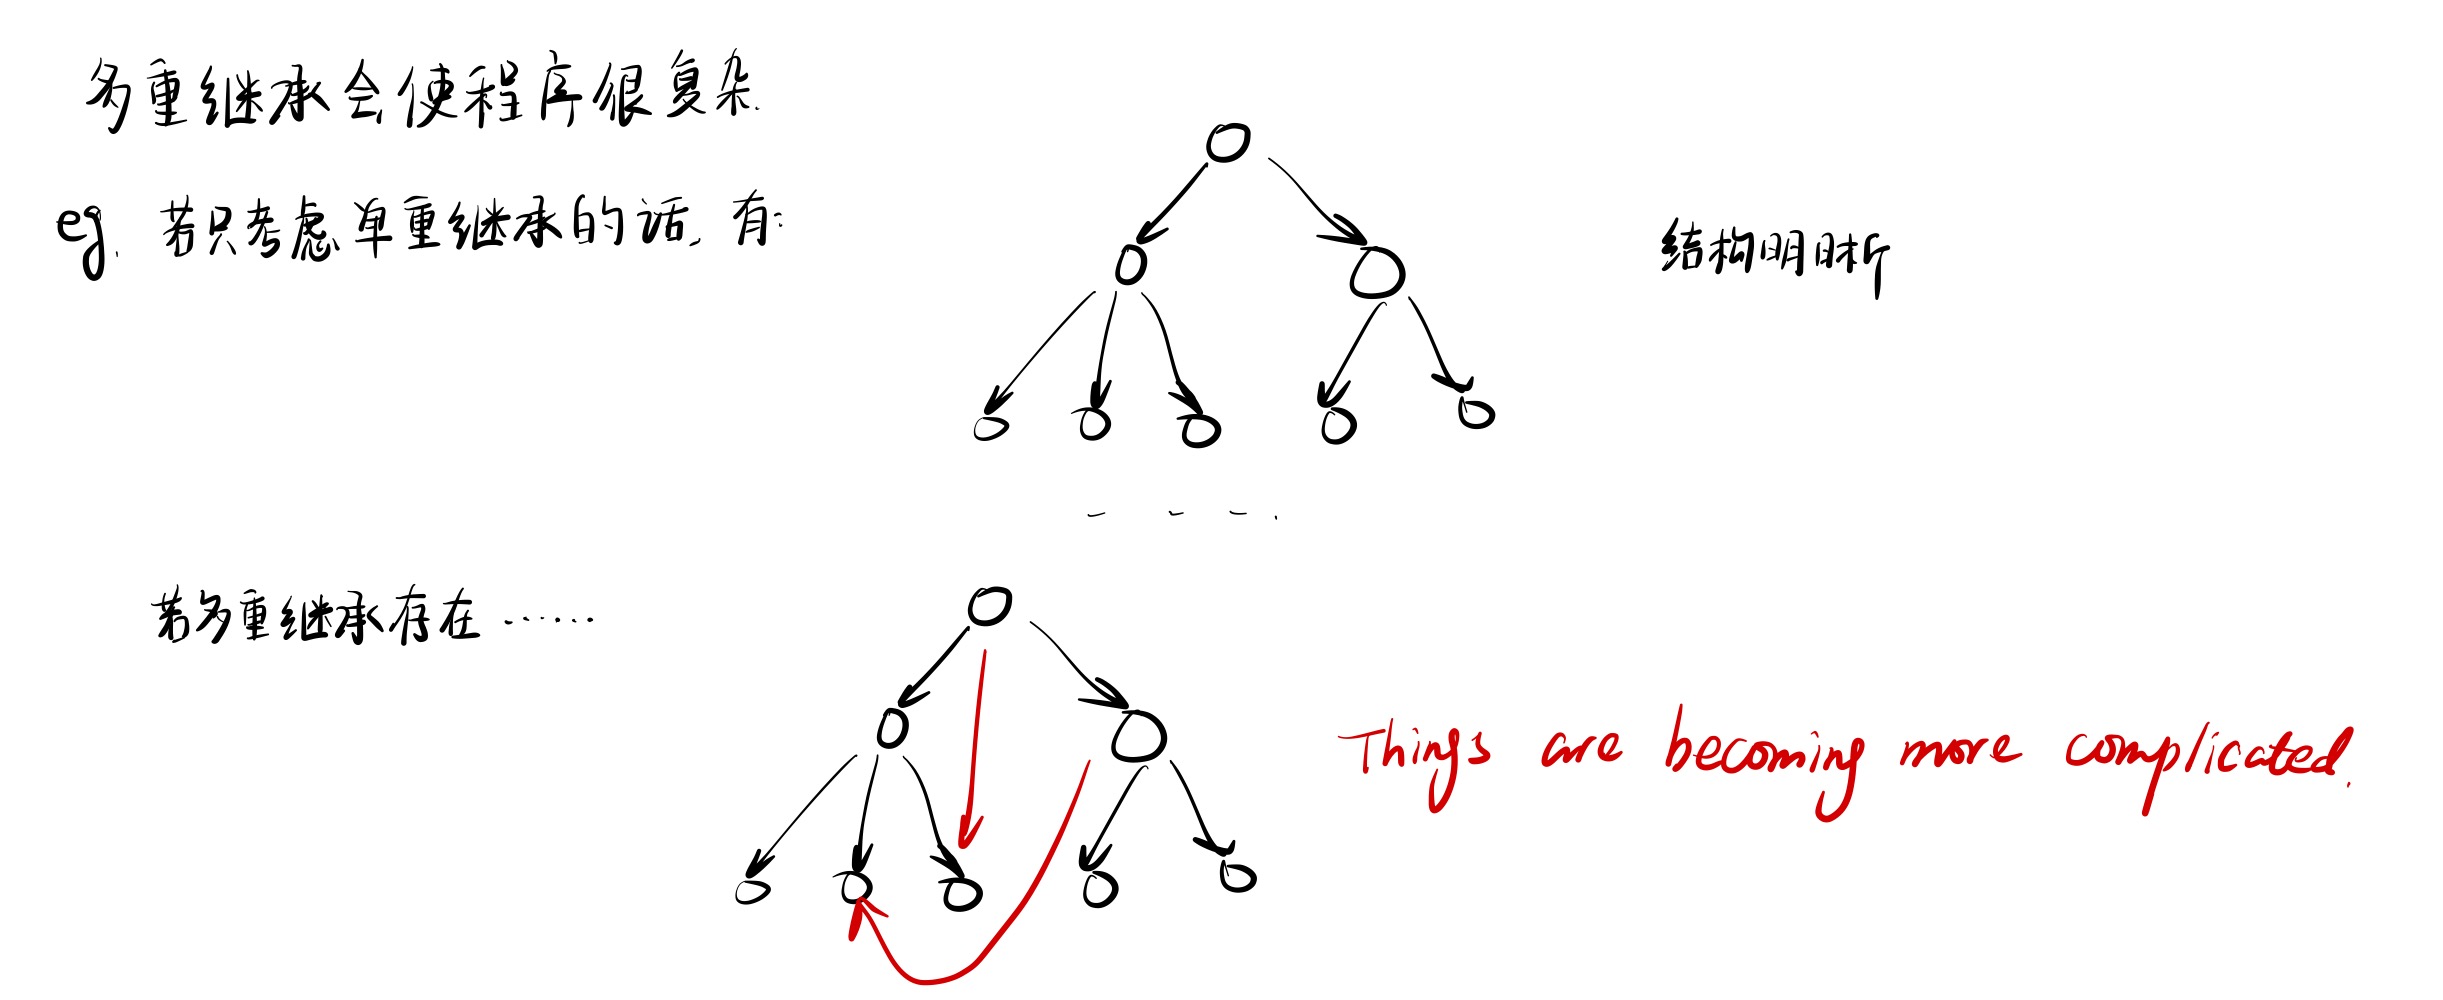 多重继承会使程序很复杂.
eg. 若只考虑单重继承的话, 有:
结构明晰
若多重继承存在 ······
Things are becoming more complicated.